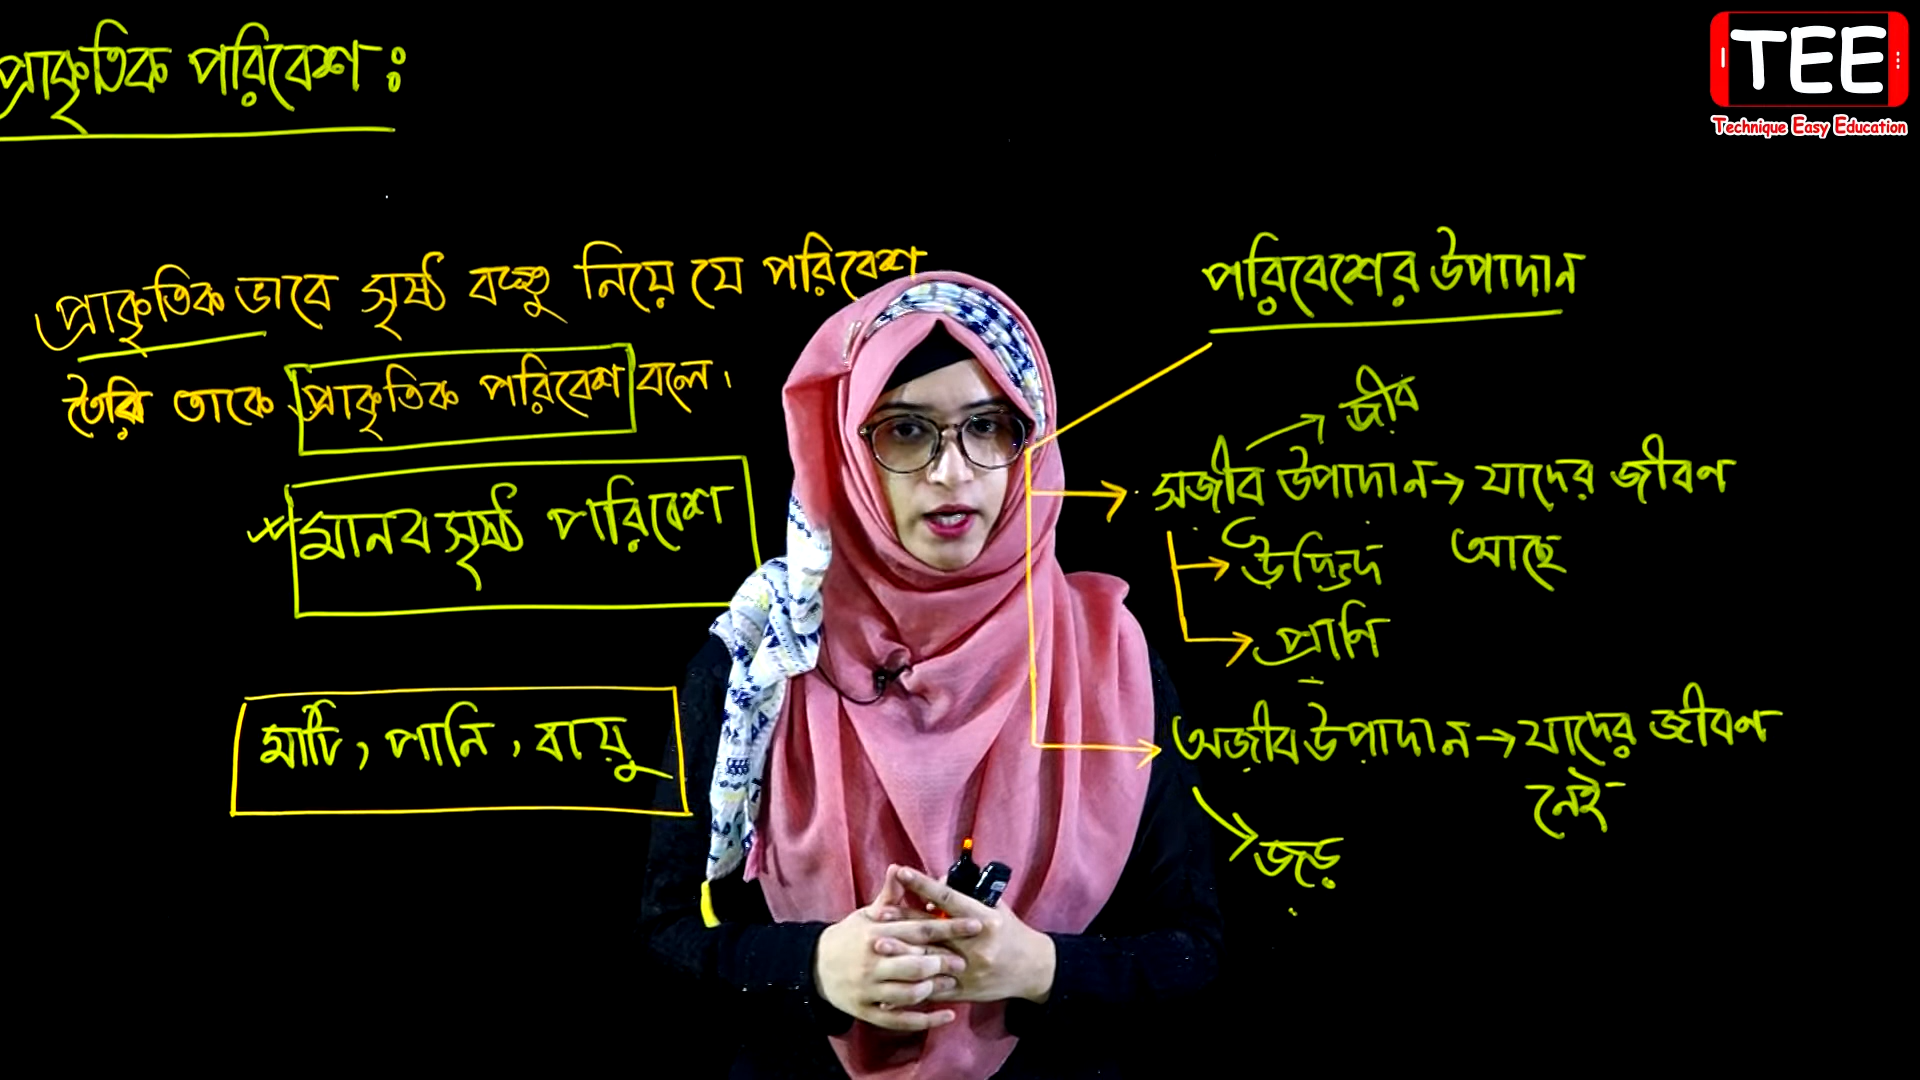 প্রাকৃতিক পরিবেশ :
TEE
Technique Easy Education
প্রাকৃতিক ভাবে সৃষ্ট বস্তু নিয়ে যে পরিবেশ
তৈরি তাকে প্রাকৃতিক পরিবেশ বলে।
মানব সৃষ্ট পরিবেশ
মাটি, পানি, বায়ু
পরিবেশের উপাদান
→ জীব
সজীব উপাদান → যাদের জীবন
আছে
উদ্ভিদ
প্রানি
অজীব উপাদান → যাদের জীবন
নেই
জড়